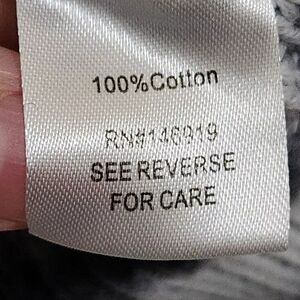 100%Cotton
RN#146919
SEE REVERSE
FOR CARE